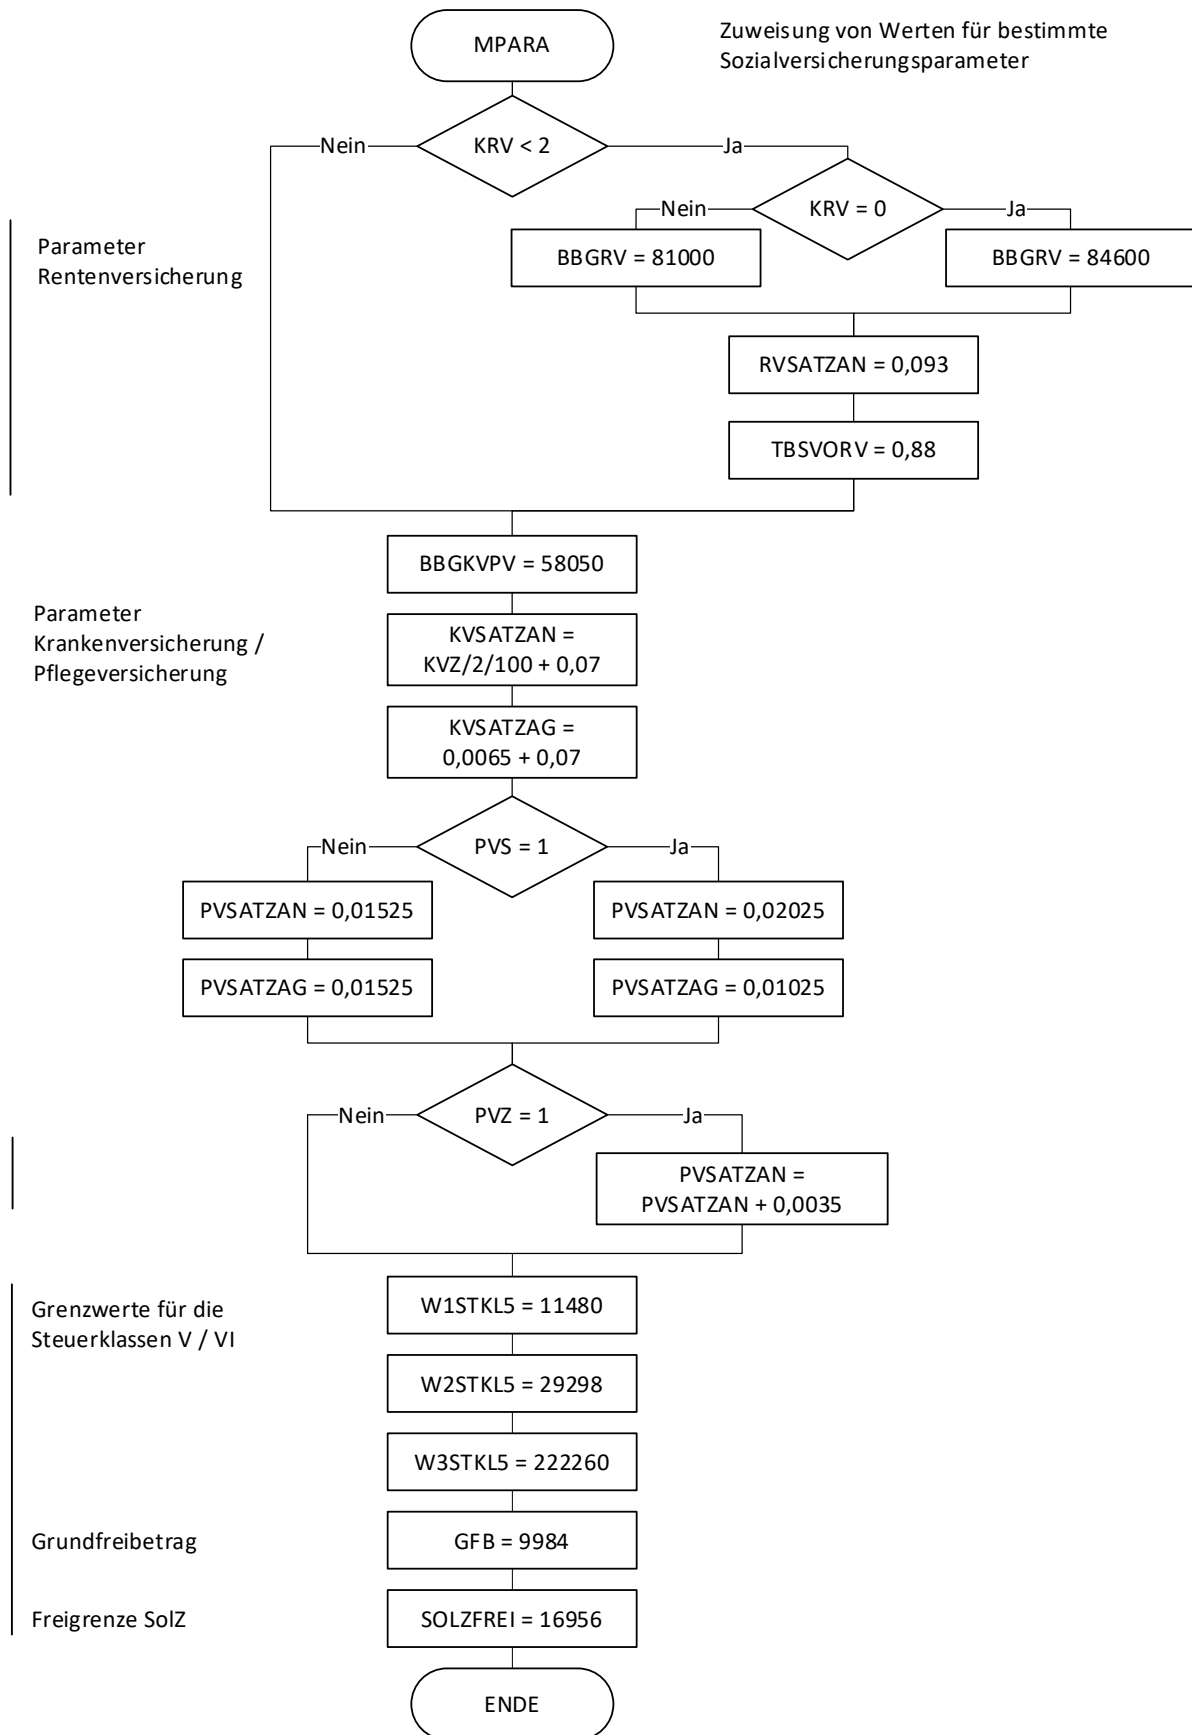 MPARA
Zuweisung von Werten für bestimmte
Sozialversicherungsparameter
Nein
KRV < 2
Ja
Nein
KRV = 0
Ja
Parameter
Rentenversicherung
BBGRV = 81000
BBGRV = 84600
RVSATZAN = 0,093
TBSVORV = 0,88
BBGKVPV = 58050
Parameter
Krankenversicherung /
Pflegeversicherung
KVSATZAN =
KVZ/2/100 + 0,07
KVSATZAG =
0,0065 + 0,07
Nein
PVS = 1
Ja
PVSATZAN = 0,01525
PVSATZAN = 0,02025
PVSATZAG = 0,01525
PVSATZAG = 0,01025
Nein
PVZ = 1
Ja
PVSATZAN =
PVSATZAN + 0,0035
Grenzwerte für die
Steuerklassen V / VI
W1STKL5 = 11480
W2STKL5 = 29298
W3STKL5 = 222260
Grundfreibetrag
GFB = 9984
Freigrenze SolZ
SOLZFREI = 16956
ENDE